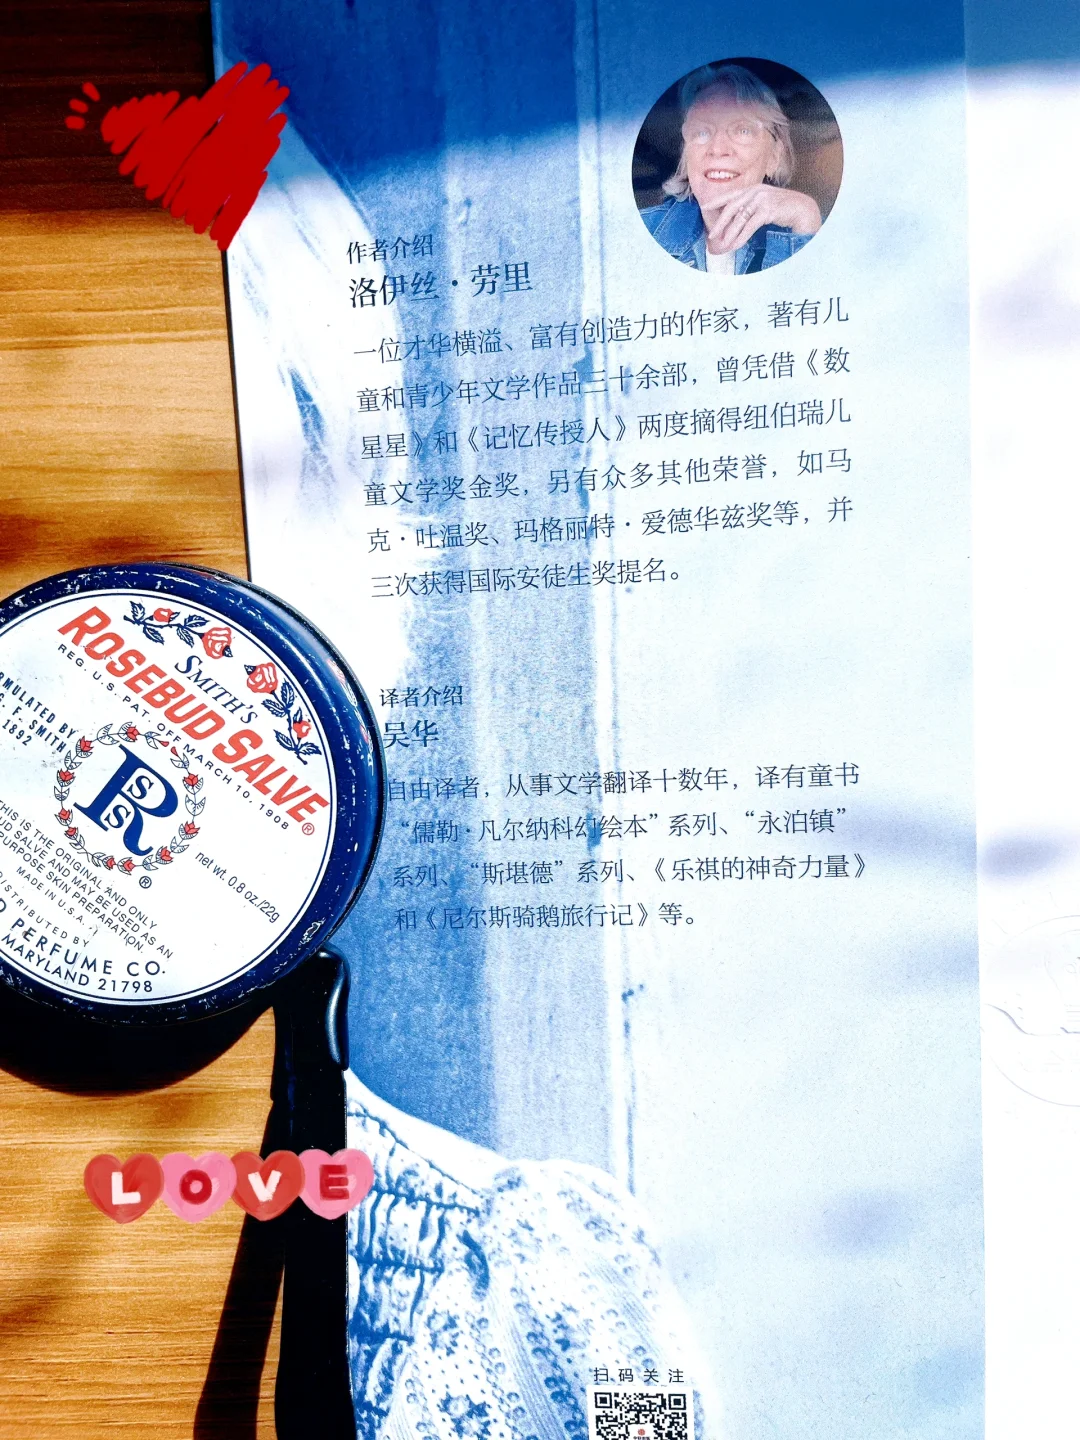 作者介绍
洛伊丝·劳里
一位才华横溢、富有创造力的作家，著有儿
童和青少年文学作品三十余部，曾凭借《数
星星》和《记忆传授人》两度摘得纽伯瑞儿
童文学奖金奖，另有众多其他荣誉，如马
克·吐温奖、玛格丽特·爱德华兹奖等，并
三次获得国际安徒生奖提名。
译者介绍
吴华
自由译者，从事文学翻译十数年，译有童书
“儒勒·凡尔纳科幻绘本”系列、“永泊镇”
系列、“斯堪德”系列、《乐祺的神奇力量》
和《尼尔斯骑鹅旅行记》等。
扫码关注
SMITH'S
ROSEBUD SALVE®
REG. U.S. PAT. OFF MARCH 10, 1908
RMULATED BY
G. F. SMITH
1892
RSS
®
net wt. 0.8 oz./22g
THIS IS THE ORIGINAL AND ONLY
UD SALVE AND MAY BE USED AS AN
PURPOSE SKIN PREPARATION.
MADE IN U.S.A.
DISTRIBUTED BY
D PERFUME CO.
MARYLAND 21798
LOVE